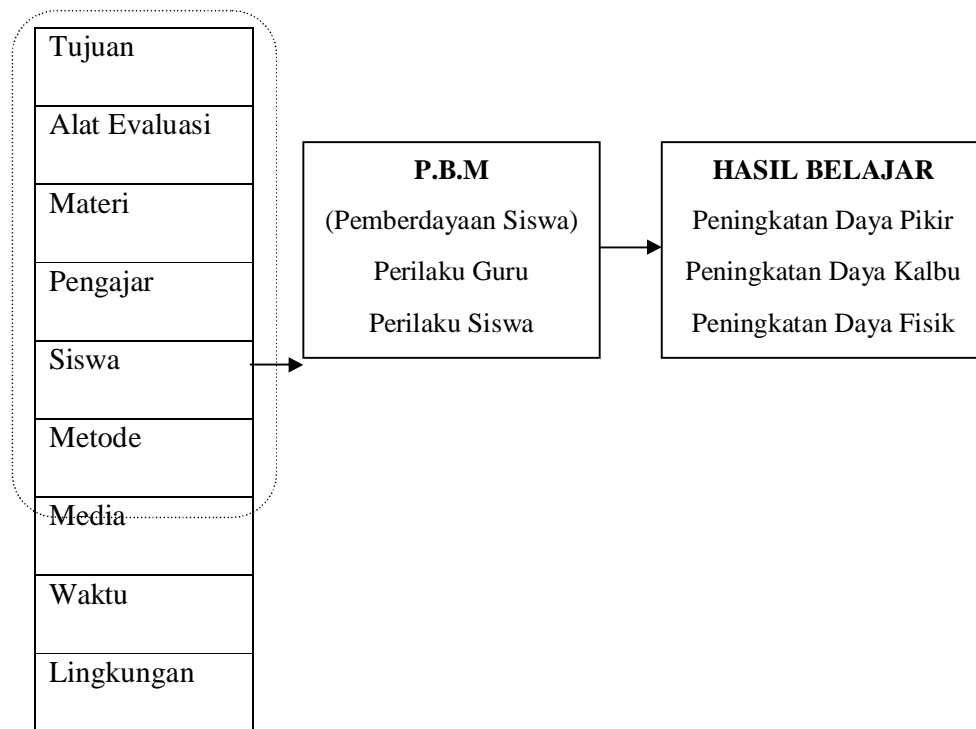 Tujuan
Alat Evaluasi
Materi
Pengajar
Siswa
Metode
Media
Waktu
Lingkungan
P.B.M
(Pemberdayaan Siswa)
Perilaku Guru
Perilaku Siswa
HASIL BELAJAR
Peningkatan Daya Pikir
Peningkatan Daya Kalbu
Peningkatan Daya Fisik